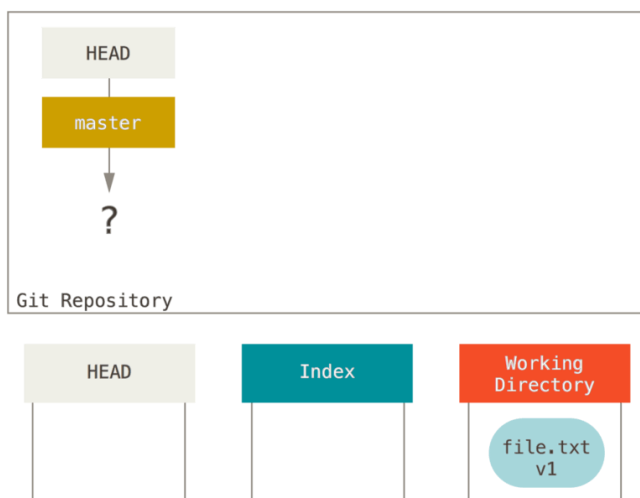 HEAD
master
?
Git Repository
HEAD
Index
Working
Directory
file.txt
v1